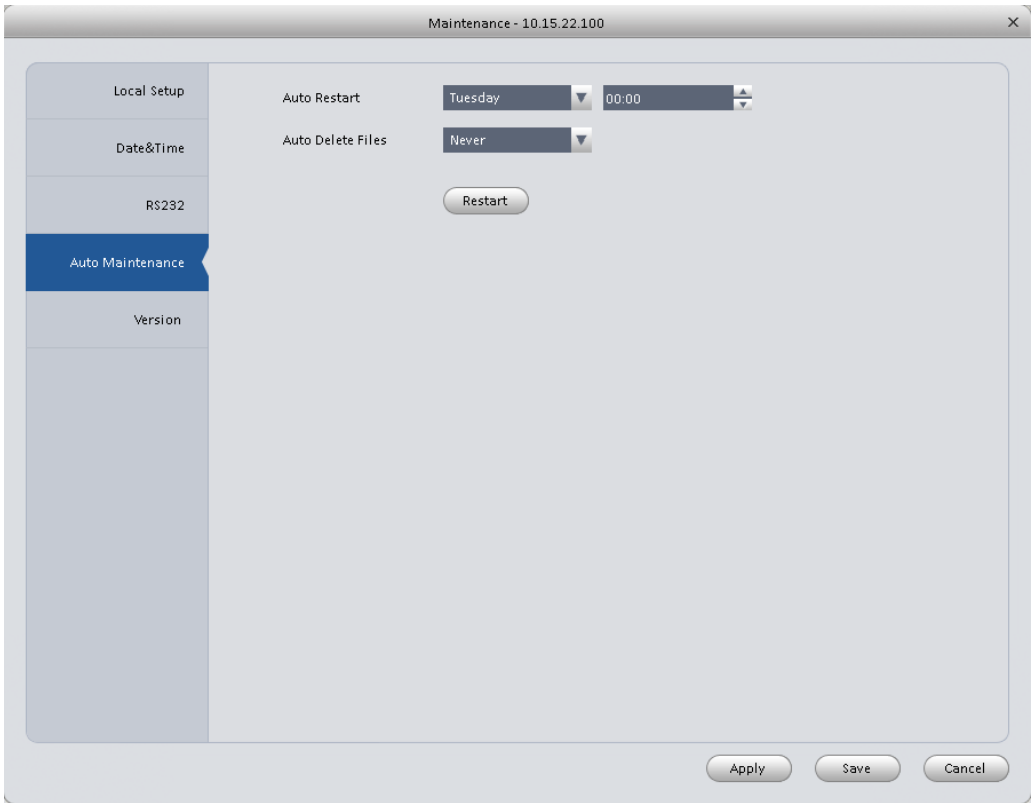 Maintenance - 10.15.22.100
Local Setup
Date&Time
RS232
Auto Maintenance
Version
Auto Restart Tuesday 00:00
Auto Delete Files Never
Restart
Apply Save Cancel